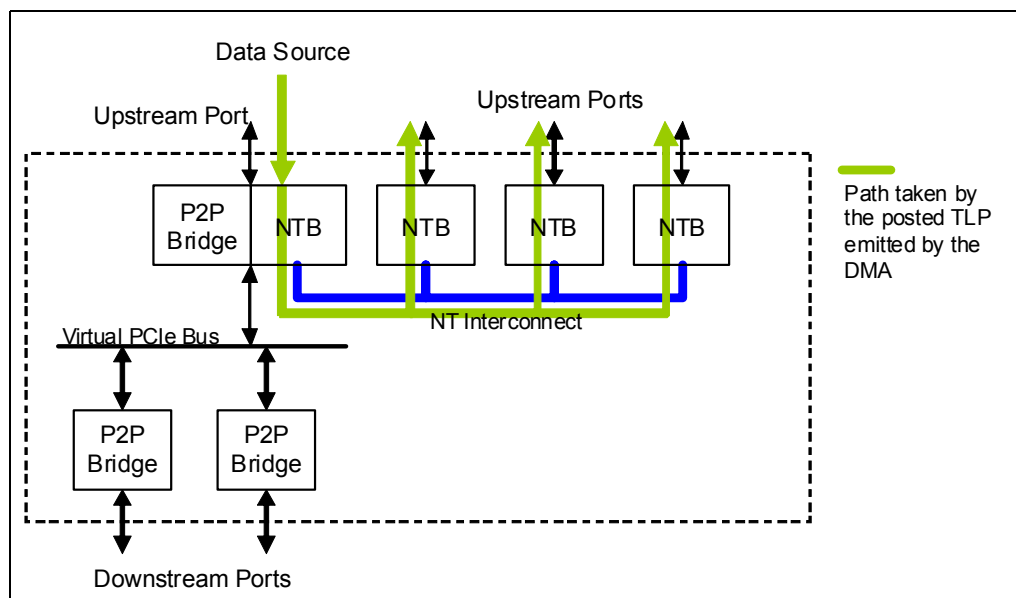 Data Source
Upstream Port
Upstream Ports
P2P
Bridge
NTB
NTB
NTB
NTB
Path taken by
the posted TLP
emitted by the
DMA
NT Interconnect
Virtual PCIe Bus
P2P
Bridge
P2P
Bridge
Downstream Ports